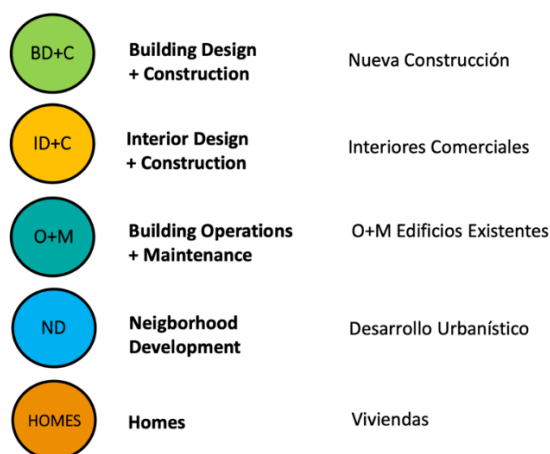 BD+C
Building Design
+ Construction
Nueva Construcción
ID+C
Interior Design
+ Construction
Interiores Comerciales
O+M
Building Operations
+ Maintenance
O+M Edificios Existentes
ND
Neigborhood
Development
Desarrollo Urbanístico
HOMES
Homes
Viviendas